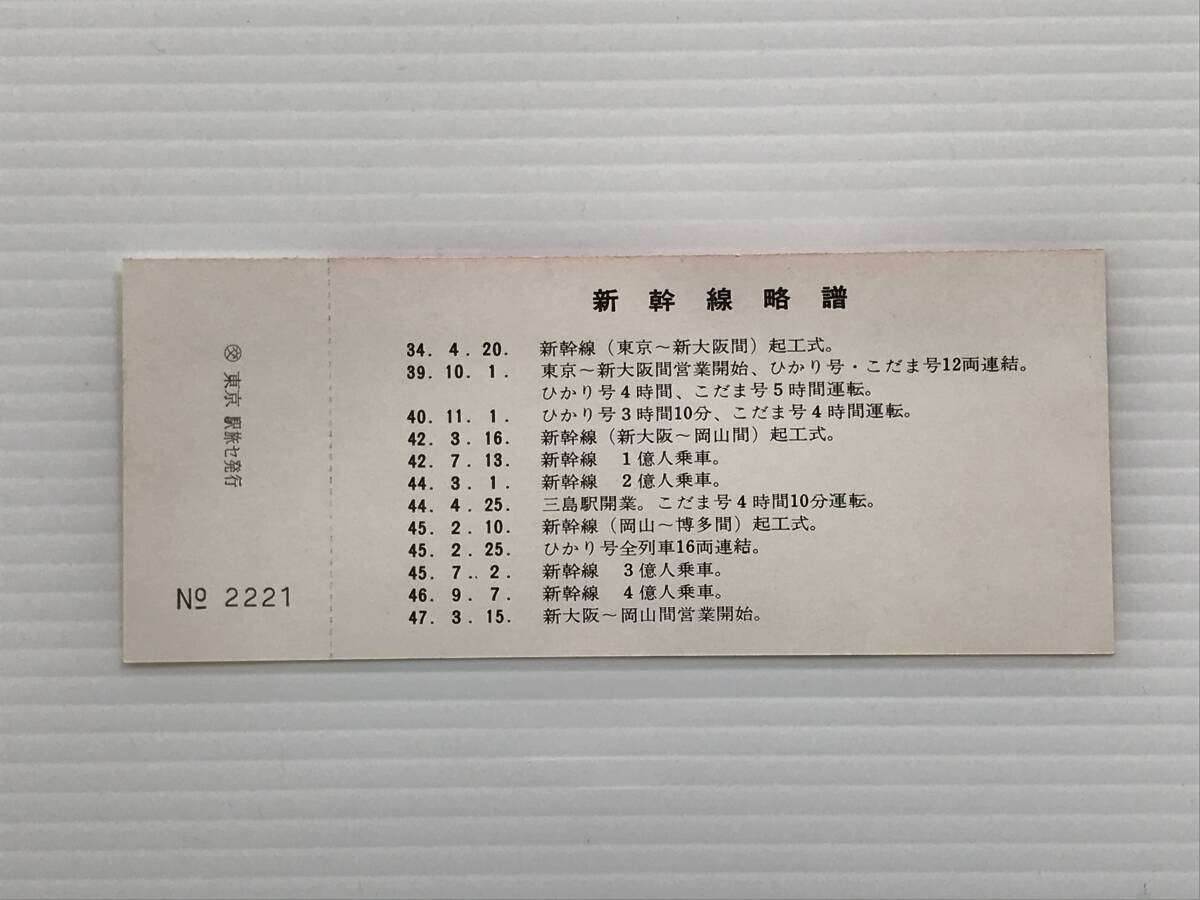 新幹線略譜
34. 4. 20. 新幹線（東京～新大阪間）起工式。
39. 10. 1. 東京～新大阪間営業開始、ひかり号・こだま号12両連結。
ひかり号4時間、こだま号5時間運転。
40. 11. 1. ひかり号3時間10分、こだま号4時間運転。
42. 3. 16. 新幹線（新大阪～岡山間）起工式。
42. 7. 13. 新幹線 1億人乗車。
44. 3. 1. 新幹線 2億人乗車。
44. 4. 25. 三島駅開業。こだま号4時間10分運転。
45. 2. 10. 新幹線（岡山～博多間）起工式。
45. 2. 25. ひかり号全列車16両連結。
45. 7.. 2. 新幹線 3億人乗車。
46. 9. 7. 新幹線 4億人乗車。
47. 3. 15. 新大阪～岡山間営業開始。
東京 駅旅セ発行
№ 2221